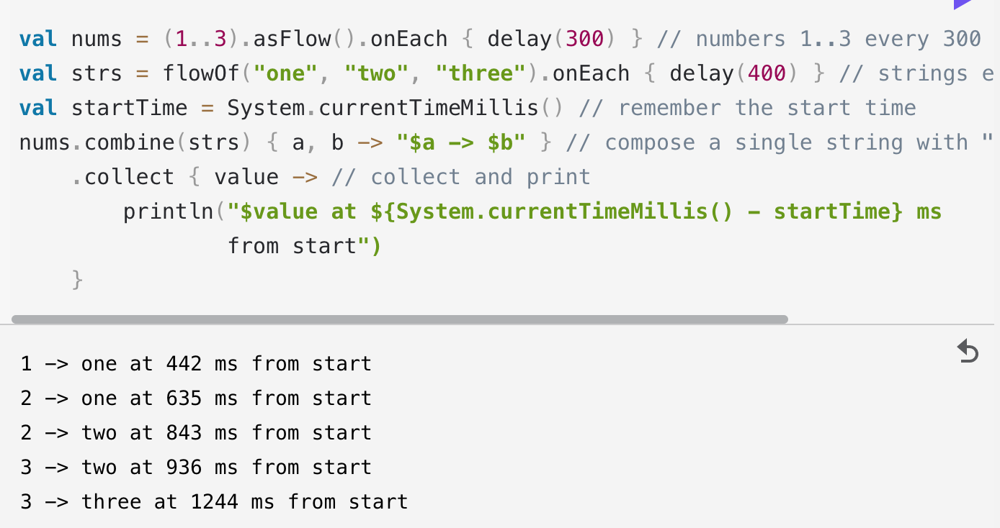 val nums = (1..3).asFlow().onEach { delay(300) } // numbers 1..3 every 300
val strs = flowOf("one", "two", "three").onEach { delay(400) } // strings e
val startTime = System.currentTimeMillis() // remember the start time
nums.combine(strs) { a, b -> "$a -> $b" } // compose a single string with "
    .collect { value -> // collect and print
        println("$value at ${System.currentTimeMillis() - startTime} ms
                from start")
    }
1 -> one at 442 ms from start
2 -> one at 635 ms from start
2 -> two at 843 ms from start
3 -> two at 936 ms from start
3 -> three at 1244 ms from start